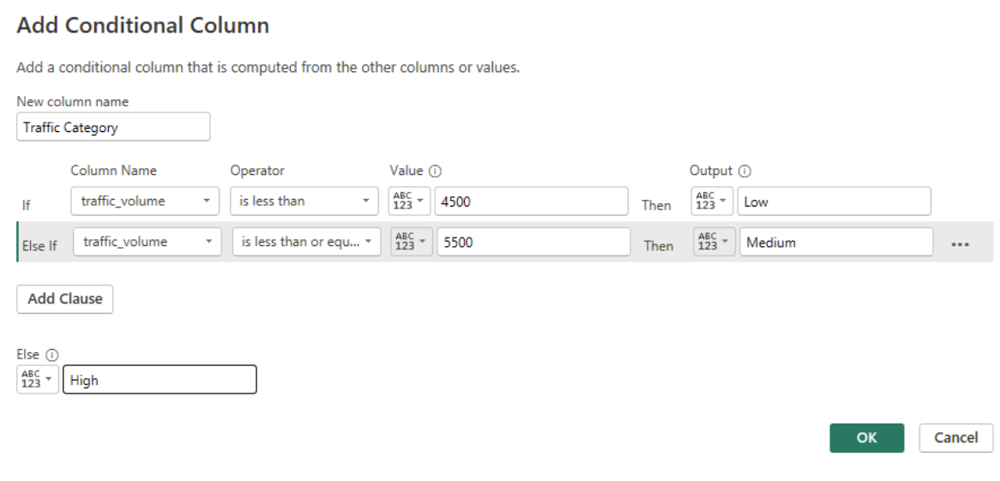 Add Conditional Column
Add a conditional column that is computed from the other columns or values.
New column name
Traffic Category
Column Name Operator Value Output
If traffic_volume is less than ABC 123 4500 Then ABC 123 Low
Else If traffic_volume is less than or equ... ABC 123 5500 Then ABC 123 Medium ...
Add Clause
Else
ABC 123 High
OK Cancel